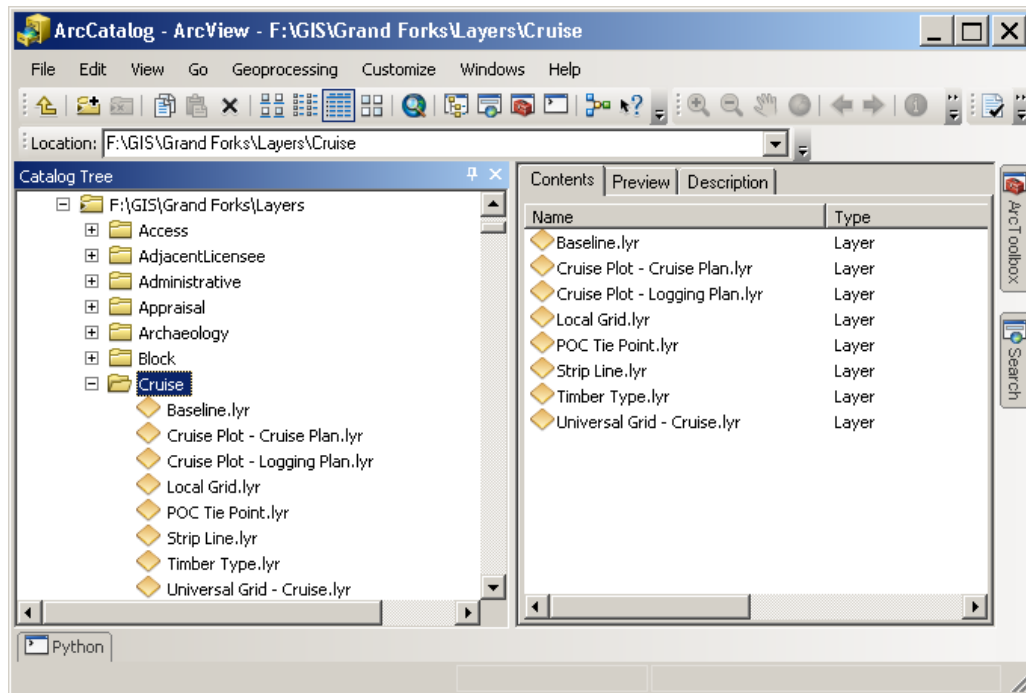 ArcCatalog - ArcView - F:\GIS\Grand Forks\Layers\Cruise
File Edit View Go Geoprocessing Customize Windows Help
Location: F:\GIS\Grand Forks\Layers\Cruise
Catalog Tree
F:\GIS\Grand Forks\Layers
Access
AdjacentLicensee
Administrative
Appraisal
Archaeology
Block
Cruise
Baseline.lyr
Cruise Plot - Cruise Plan.lyr
Cruise Plot - Logging Plan.lyr
Local Grid.lyr
POC Tie Point.lyr
Strip Line.lyr
Timber Type.lyr
Universal Grid - Cruise.lyr
Contents Preview Description
Name Type
Baseline.lyr Layer
Cruise Plot - Cruise Plan.lyr Layer
Cruise Plot - Logging Plan.lyr Layer
Local Grid.lyr Layer
POC Tie Point.lyr Layer
Strip Line.lyr Layer
Timber Type.lyr Layer
Universal Grid - Cruise.lyr Layer
ArcToolbox
Search
Python